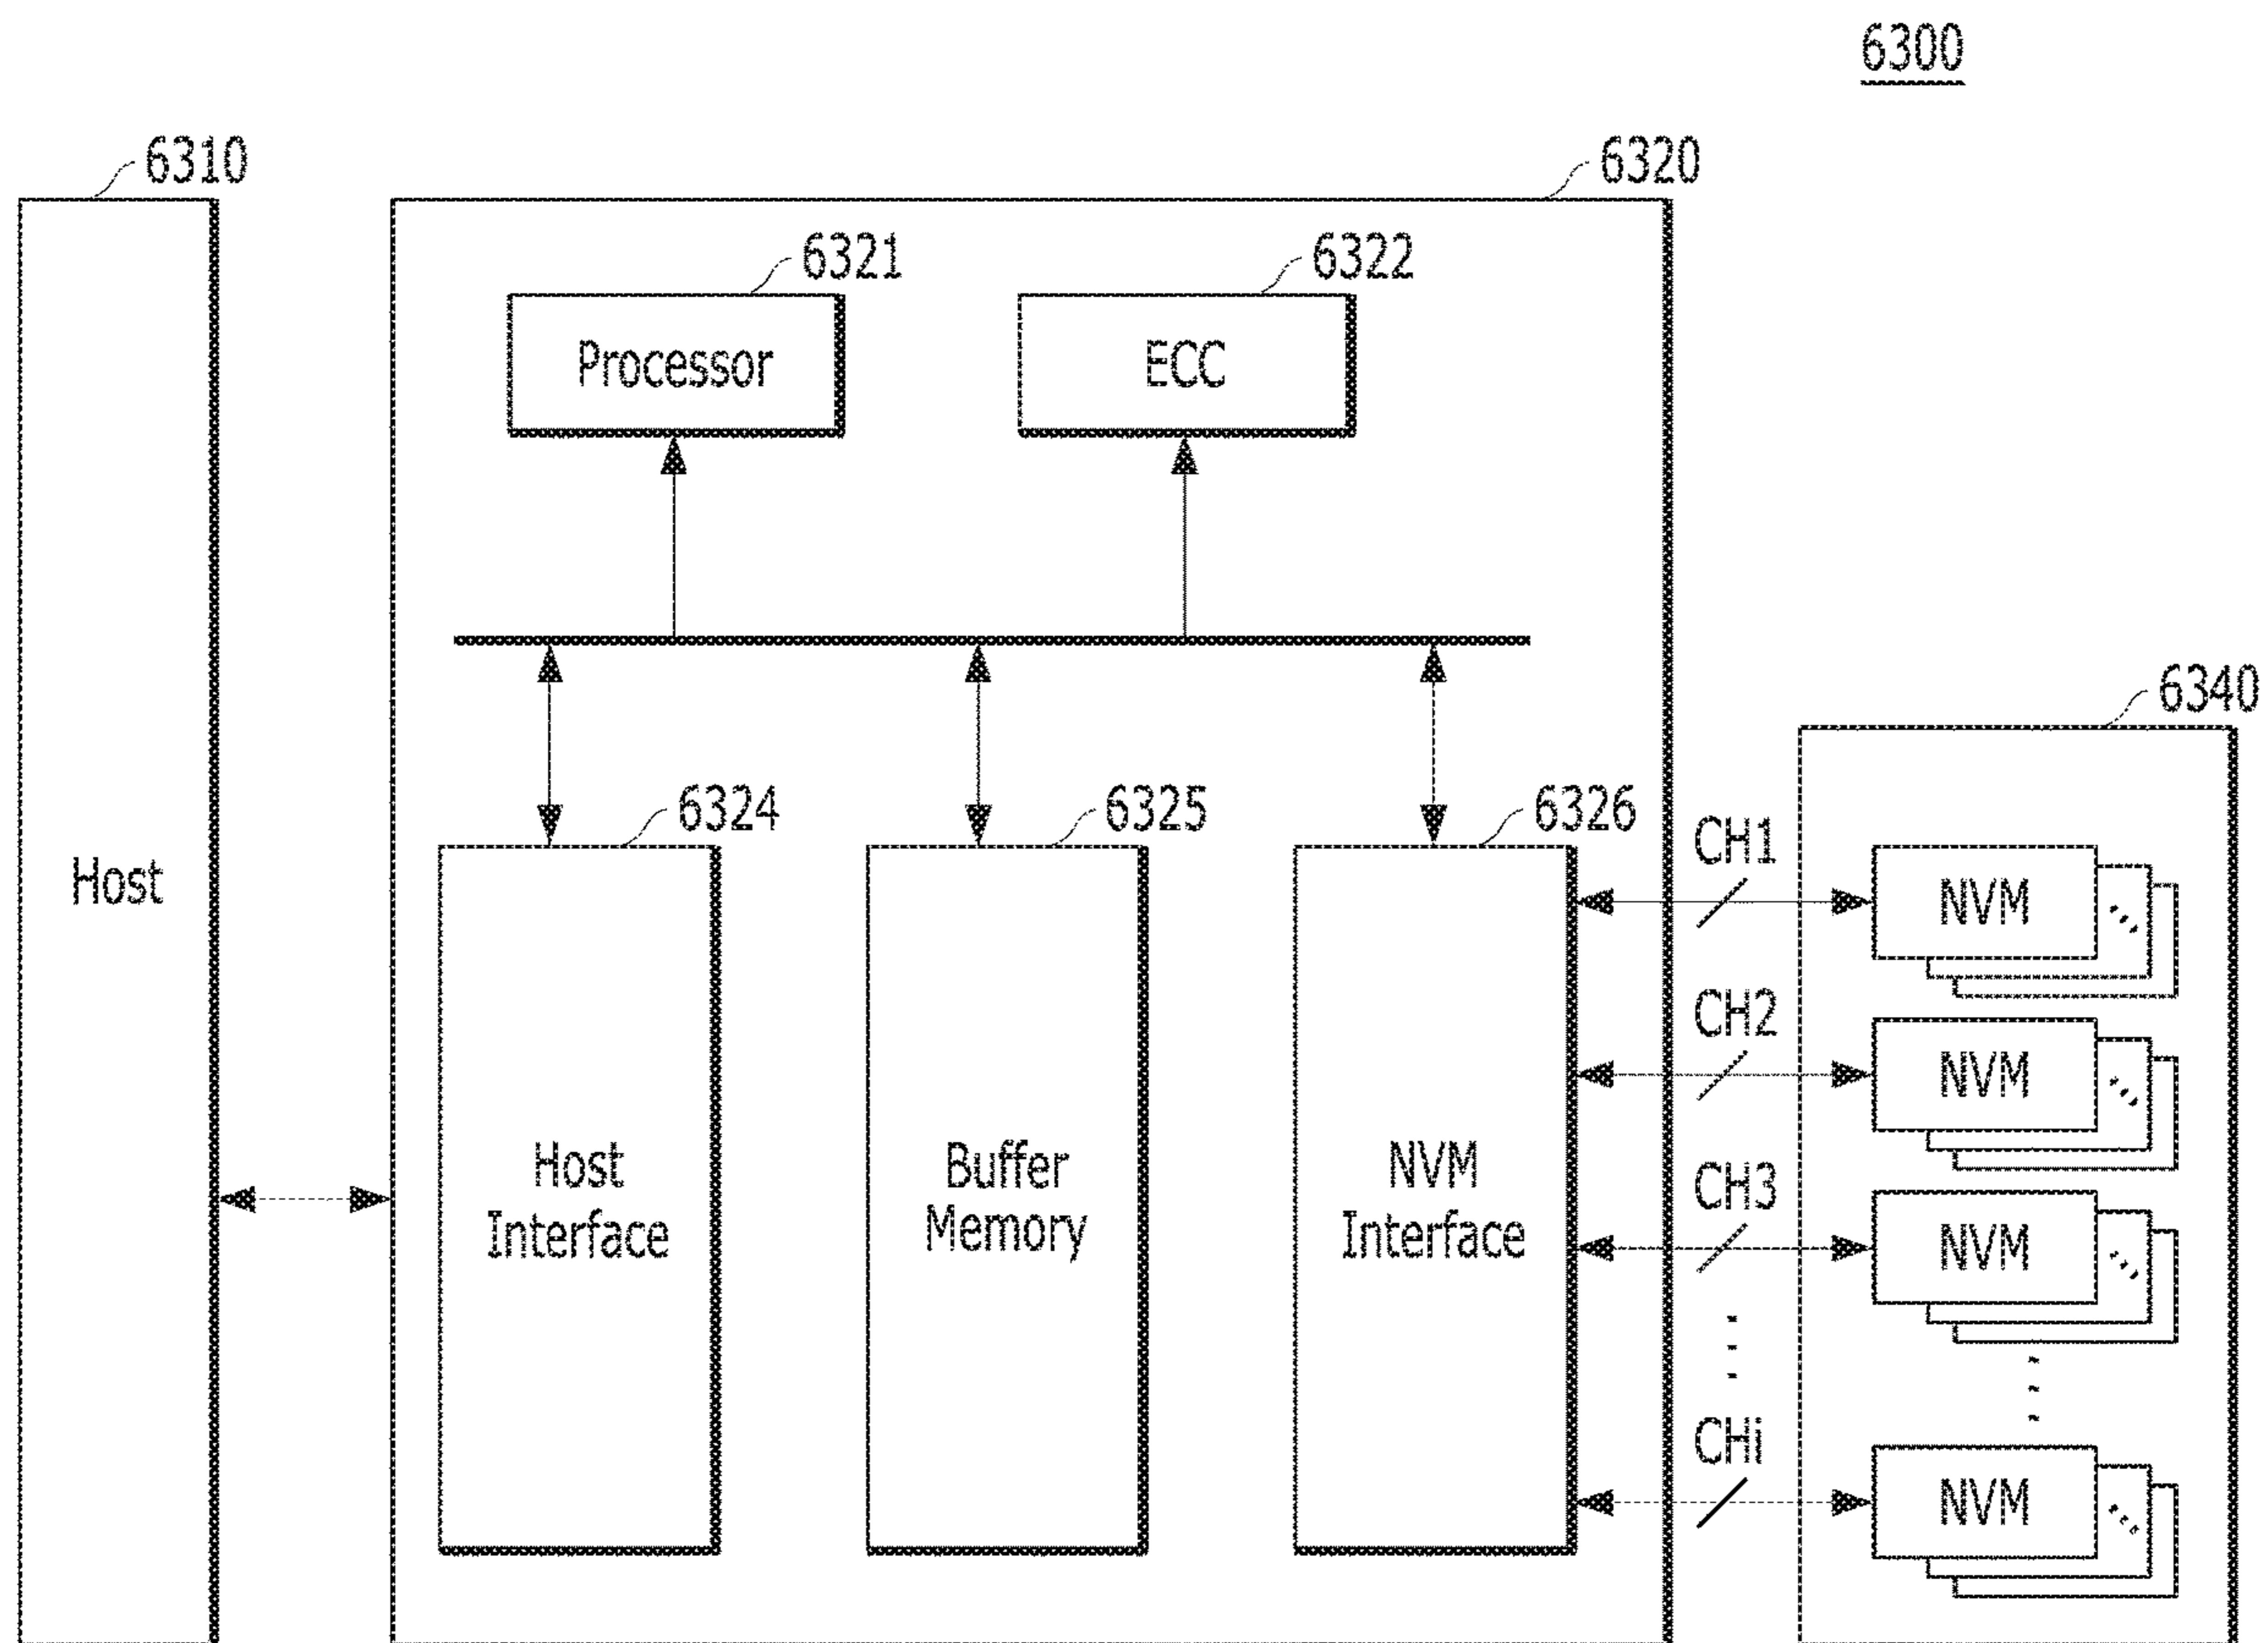 6300
6310
6320
6321
6322
Processor
ECC
6340
6324
6325
6326
CH1
Host
NVM
CH2
NVM
Host
Interface
Buffer
Memory
NVM
Interface
CH3
NVM
CHi
NVM